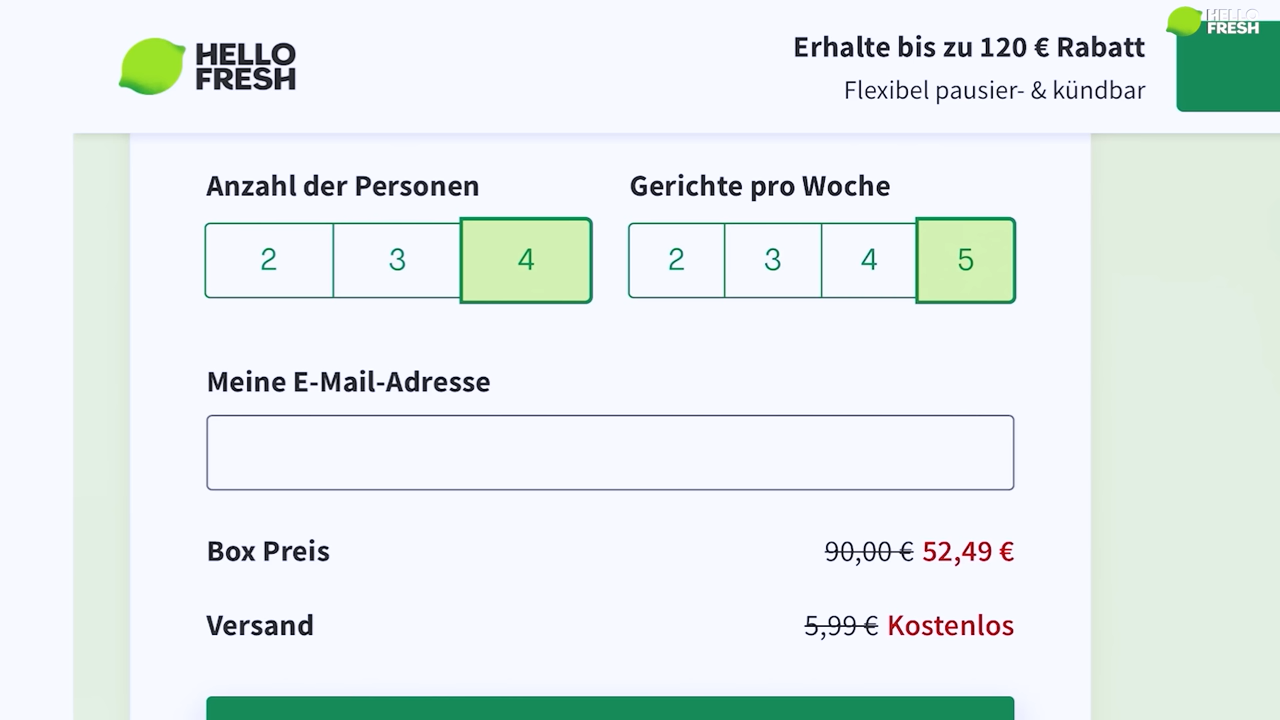 HELLO
FRESH
Erhalte bis zu 120 € Rabatt
Flexibel pausier- & kündbar
HELLO
FRESH
Anzahl der Personen
Gerichte pro Woche
2 3 4
2 3 4 5
Meine E-Mail-Adresse
Box Preis 90,00 € 52,49 €
Versand 5,99 € Kostenlos